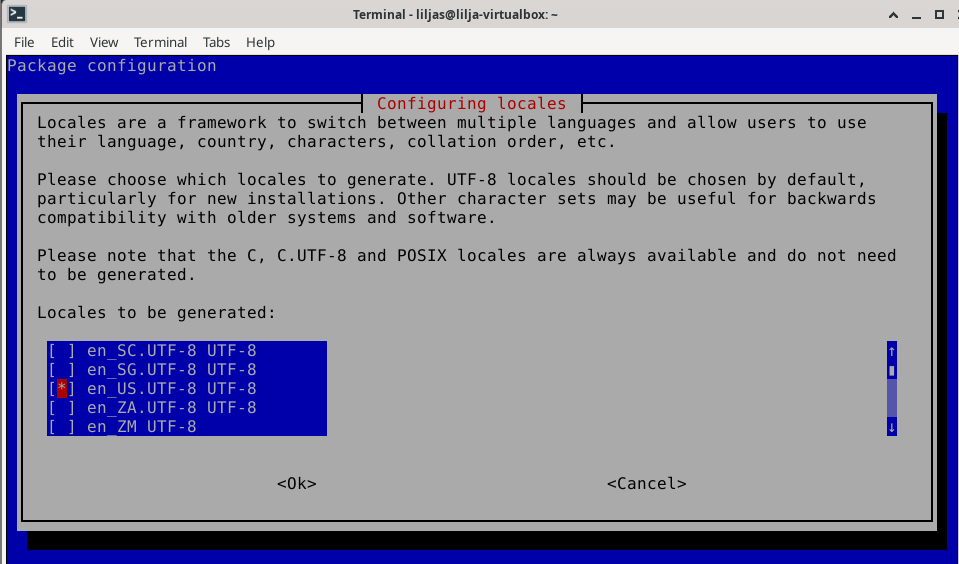 Terminal - liljas@lilja-virtualbox: ~
File Edit View Terminal Tabs Help
Package configuration
Configuring locales
Locales are a framework to switch between multiple languages and allow users to use
their language, country, characters, collation order, etc.
Please choose which locales to generate. UTF-8 locales should be chosen by default,
particularly for new installations. Other character sets may be useful for backwards
compatibility with older systems and software.
Please note that the C, C.UTF-8 and POSIX locales are always available and do not need
to be generated.
Locales to be generated:
[ ] en_SC.UTF-8 UTF-8
[ ] en_SG.UTF-8 UTF-8
[*] en_US.UTF-8 UTF-8
[ ] en_ZA.UTF-8 UTF-8
[ ] en_ZM UTF-8
<Ok> <Cancel>